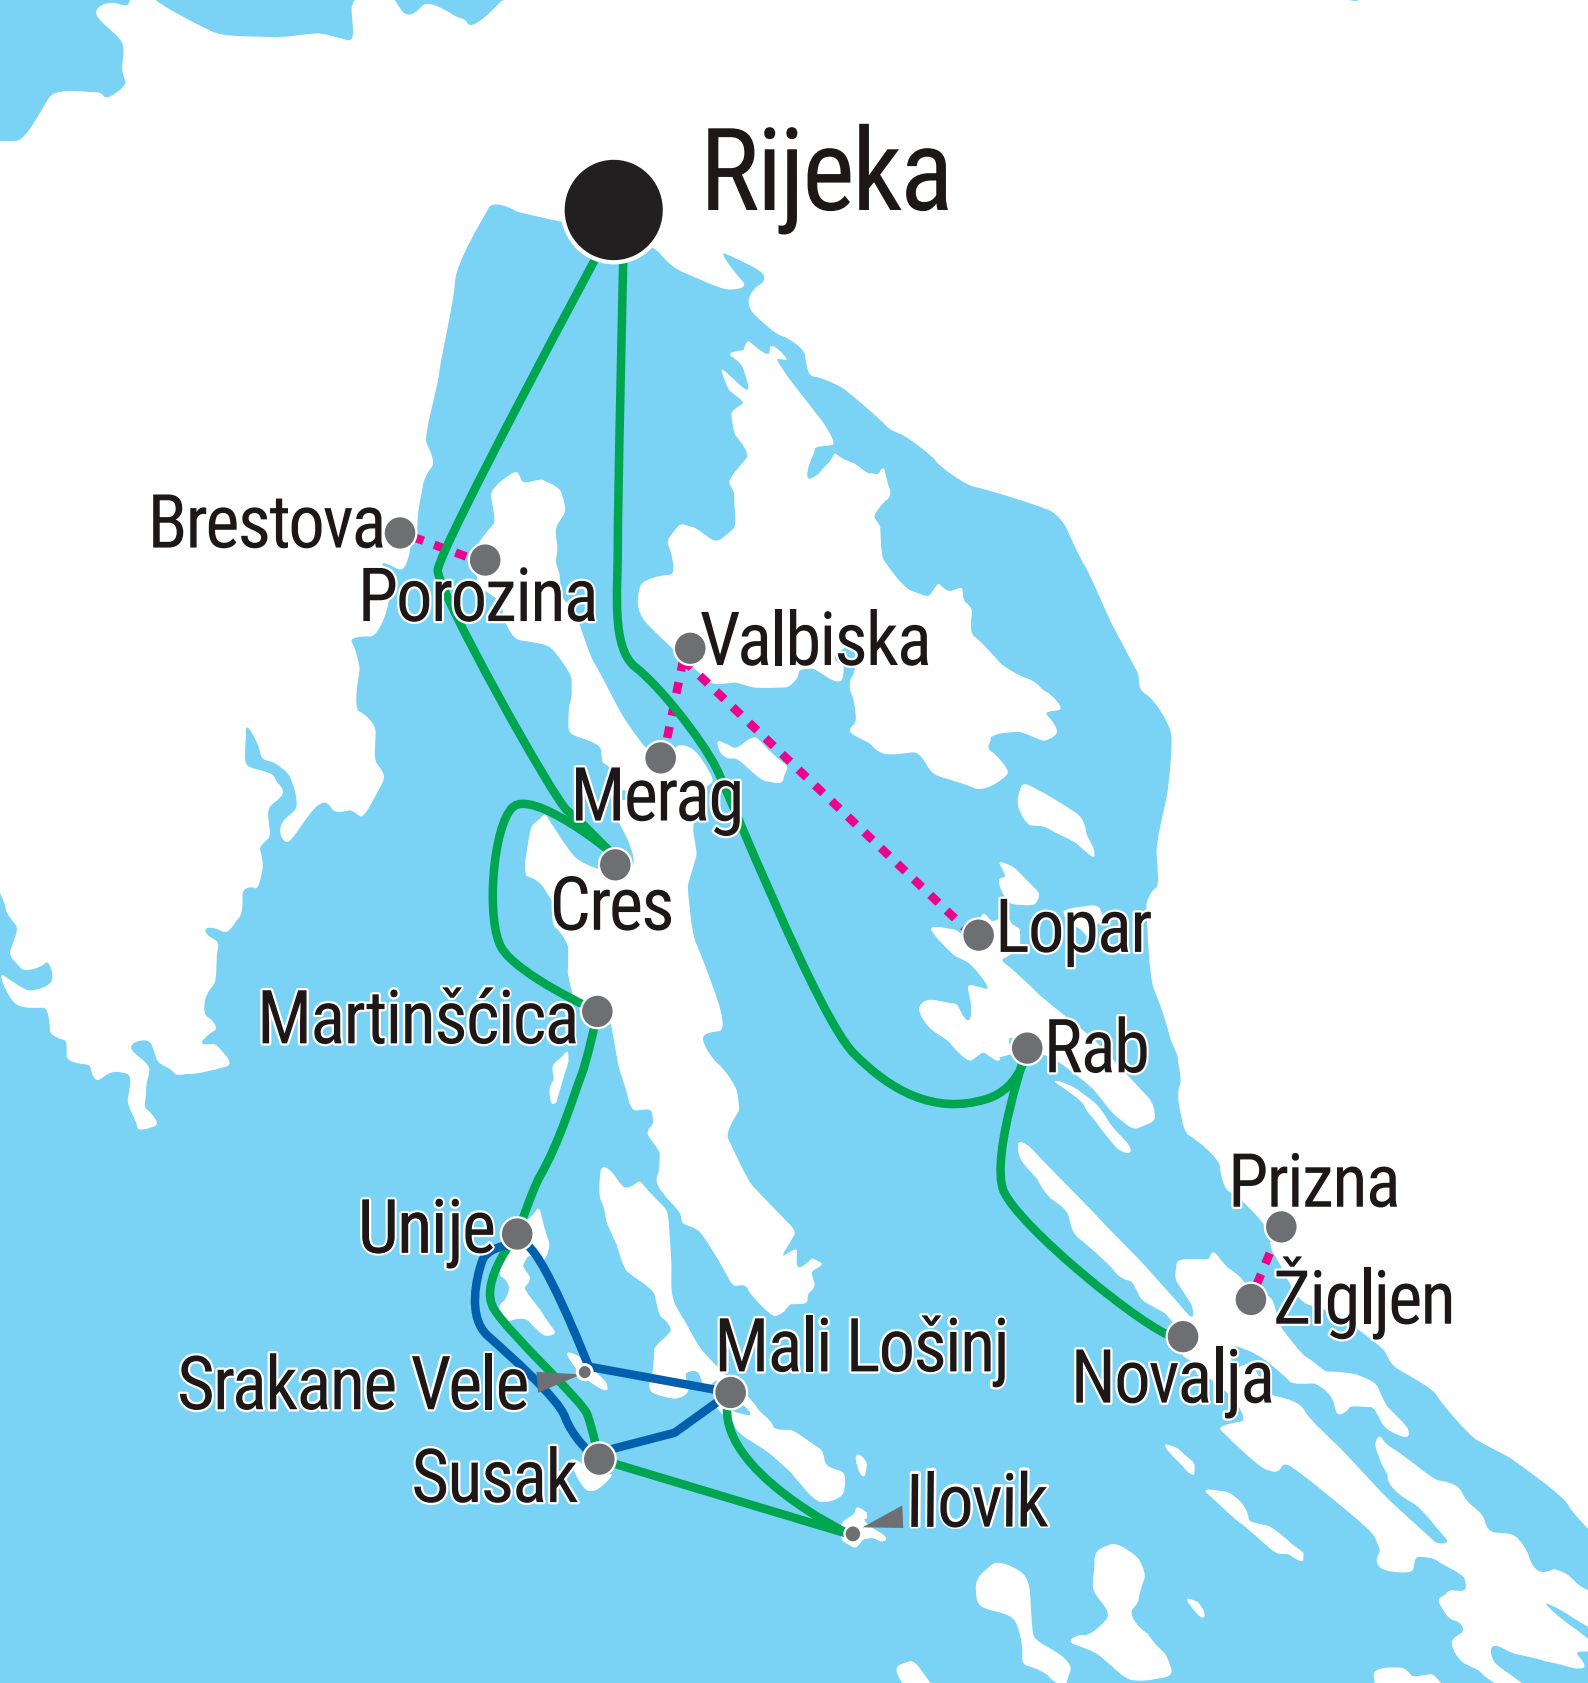 Rijeka
Brestova
Porozina
Valbiska
Merag
Cres
Lopar
Martinšćica
Rab
Prizna
Unije
Žigljen
Mali Lošinj
Srakane Vele
Novalja
Susak
Ilovik